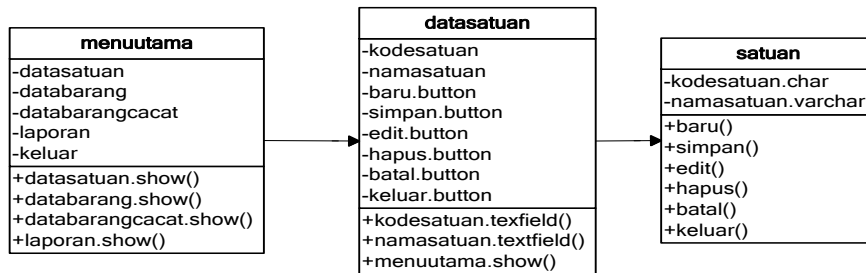 menuutama
-datasatuan
-databarang
-databarangcacat
-laporan
-keluar
+datasatuan.show()
+databarang.show()
+databarangcacat.show()
+laporan.show()
datasatuan
-kodesatuan
-namasatuan
-baru.button
-simpan.button
-edit.button
-hapus.button
-batal.button
-keluar.button
+kodesatuan.texfield()
+namasatuan.textfield()
+menuutama.show()
satuan
-kodesatuan.char
-namasatuan.varchar
+baru()
+simpan()
+edit()
+hapus()
+batal()
+keluar()